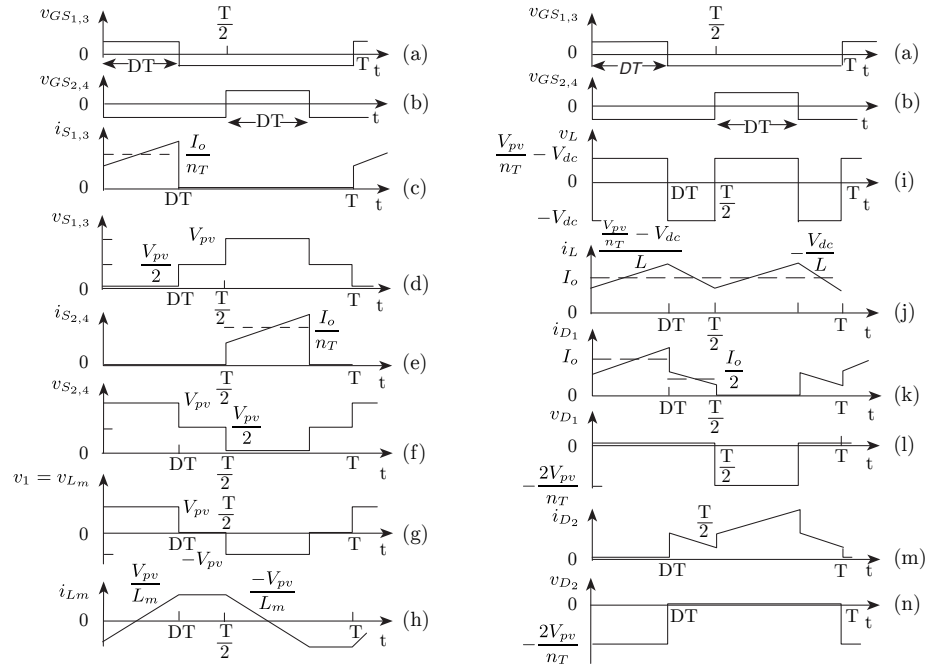 v_{GS_{1,3}}
T/2
0
DT
T t
(a)
v_{GS_{2,4}}
0
DT
t
(b)
i_{S_{1,3}}
I_o/n_T
0
DT
T
t
(c)
v_{S_{1,3}}
V_{pv}
V_{pv}/2
0
DT
T/2
T
t
(d)
i_{S_{2,4}}
I_o/n_T
0
T/2
T
t
(e)
v_{S_{2,4}}
V_{pv}
V_{pv}/2
0
DT
T/2
T
t
(f)
v_1 = v_{L_m}
V_{pv}
T/2
0
DT
−V_{pv}
T
t
(g)
V_{pv}/L_m
−V_{pv}/L_m
i_{Lm}
0
DT
T/2
T
t
(h)
v_{GS_{1,3}}
T/2
0
DT
T t
(a)
v_{GS_{2,4}}
0
DT
t
(b)
v_L
V_{pv}/n_T − V_{dc}
0
DT
T/2
T t
−V_{dc}
(i)
i_L
(V_{pv}/n_T − V_{dc})/L
−V_{dc}/L
I_o
0
DT
T/2
T
t
(j)
i_{D_1}
I_o
I_o/2
0
DT
T/2
T
t
(k)
v_{D_1}
0
T/2
T
t
−2V_{pv}/n_T
(l)
i_{D_2}
T/2
0
DT
T
t
(m)
v_{D_2}
0
DT
T t
−2V_{pv}/n_T
(n)